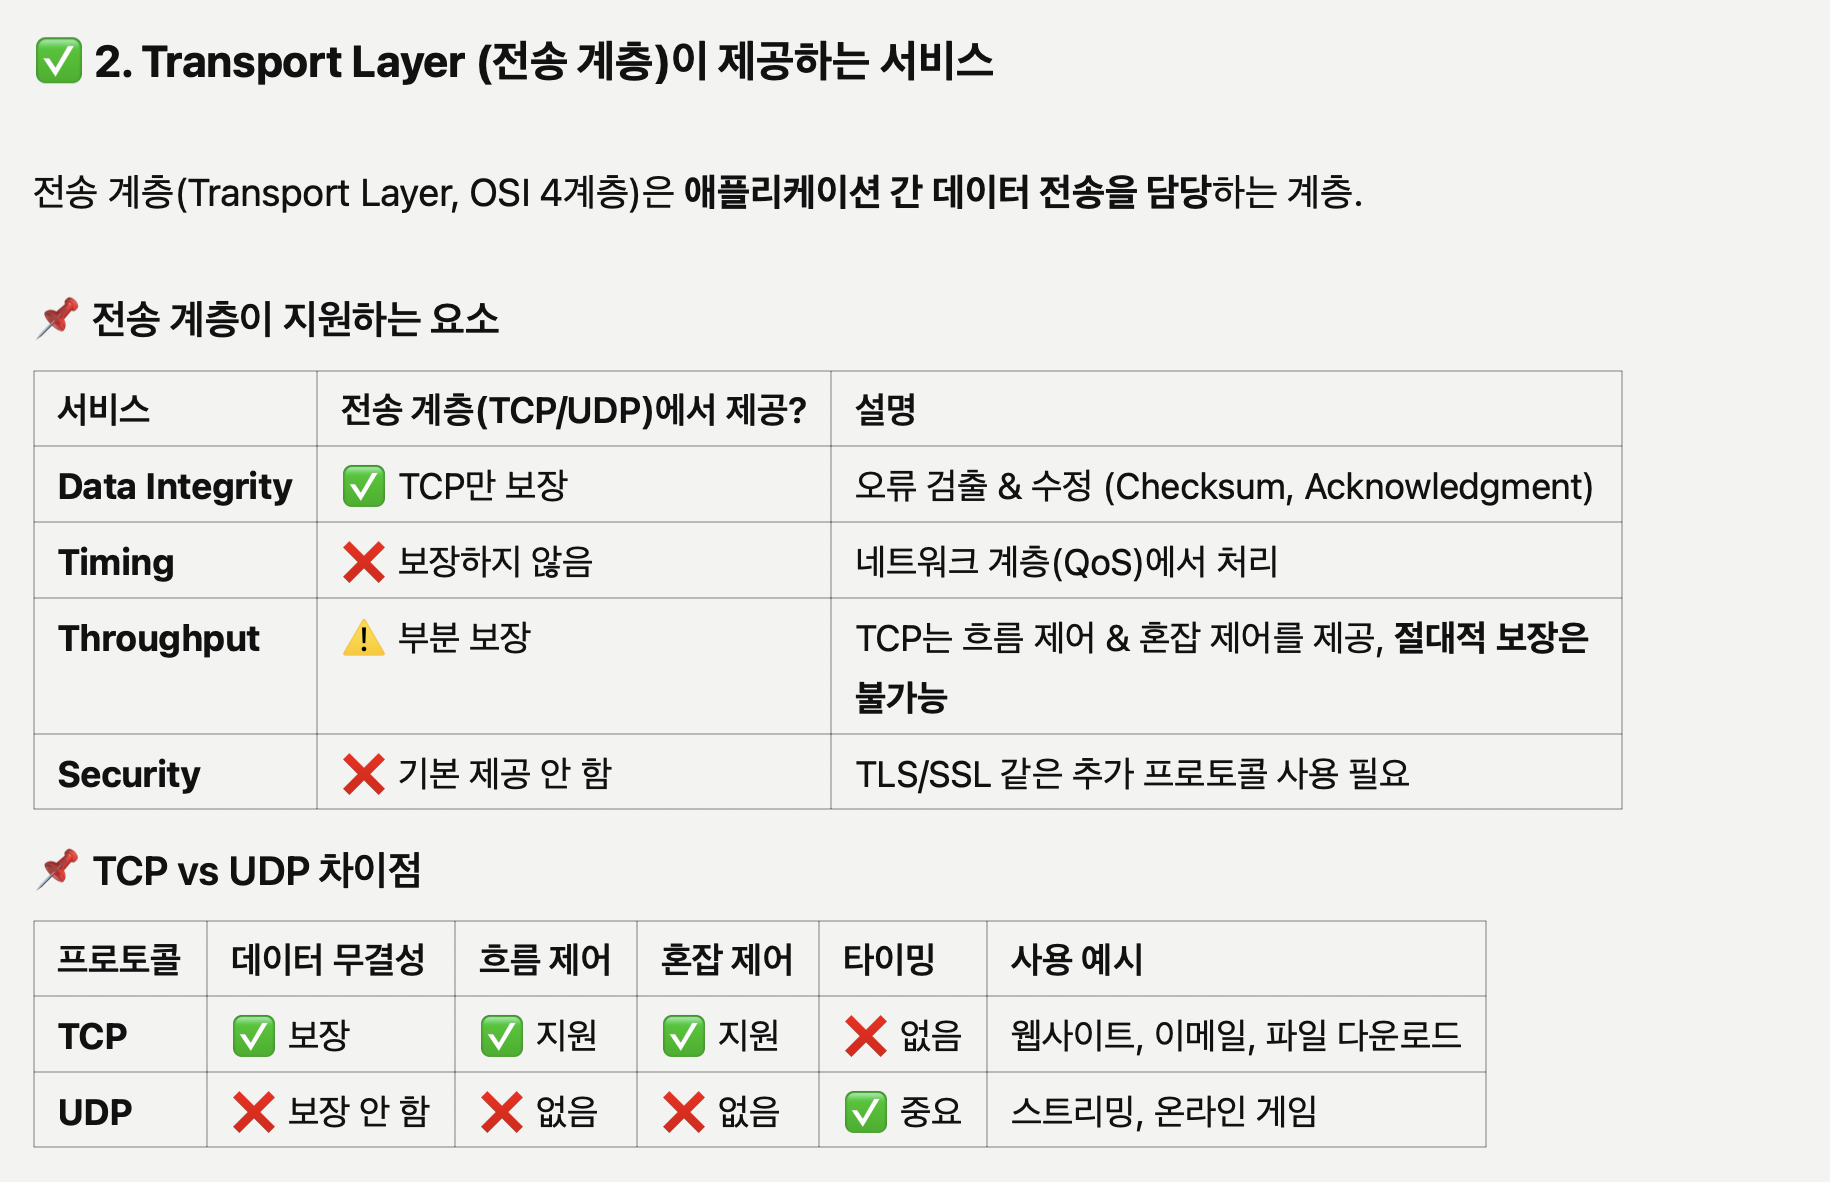 ✅ 2. Transport Layer (전송 계층)이 제공하는 서비스
전송 계층(Transport Layer, OSI 4계층)은 애플리케이션 간 데이터 전송을 담당하는 계층.
📌 전송 계층이 지원하는 요소
서비스 전송 계층(TCP/UDP)에서 제공? 설명
Data Integrity ✅ TCP만 보장 오류 검출 & 수정 (Checksum, Acknowledgment)
Timing ❌ 보장하지 않음 네트워크 계층(QoS)에서 처리
Throughput ⚠️ 부분 보장 TCP는 흐름 제어 & 혼잡 제어를 제공, 절대적 보장은
불가능
Security ❌ 기본 제공 안 함 TLS/SSL 같은 추가 프로토콜 사용 필요
📌 TCP vs UDP 차이점
프로토콜 데이터 무결성 흐름 제어 혼잡 제어 타이밍 사용 예시
TCP ✅ 보장 ✅ 지원 ✅ 지원 ❌ 없음 웹사이트, 이메일, 파일 다운로드
UDP ❌ 보장 안 함 ❌ 없음 ❌ 없음 ✅ 중요 스트리밍, 온라인 게임